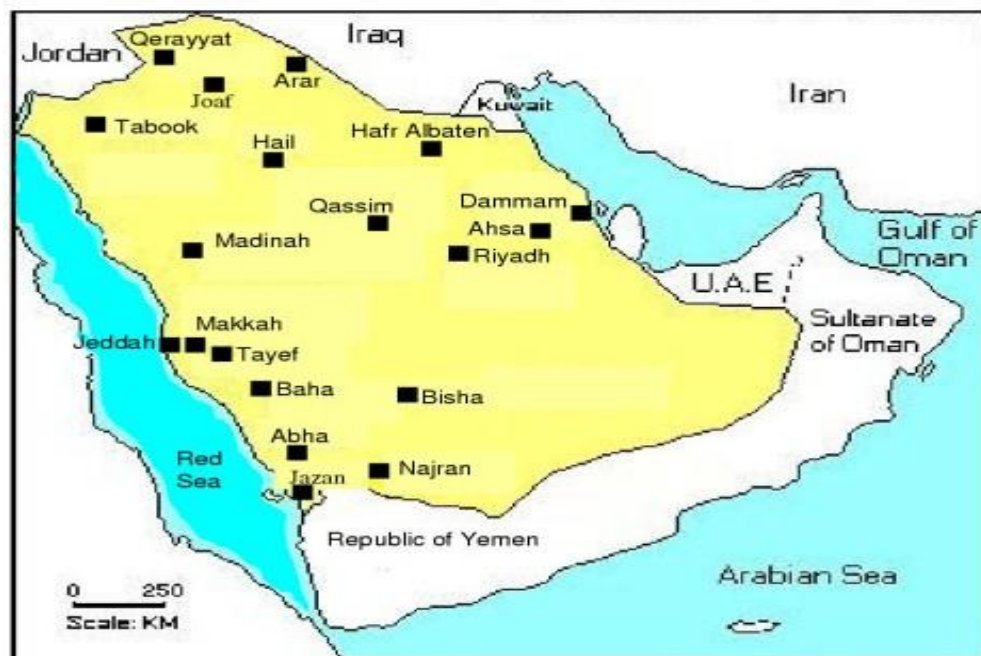 Qerayyat
Iraq
Jordan
Arar
Iran
Joaf
Kuwait
Tabook
Hail
Hafr Albaten
Qassim
Dammam
Ahsa
Madinah
Riyadh
Gulf of
Oman
U.A.E
Sultanate
of Oman
Makkah
Jeddah
Tayef
Baha
Bisha
Abha
Red
Sea
Najran
Jazan
Republic of Yemen
Arabian Sea
0 250
Scale: KM